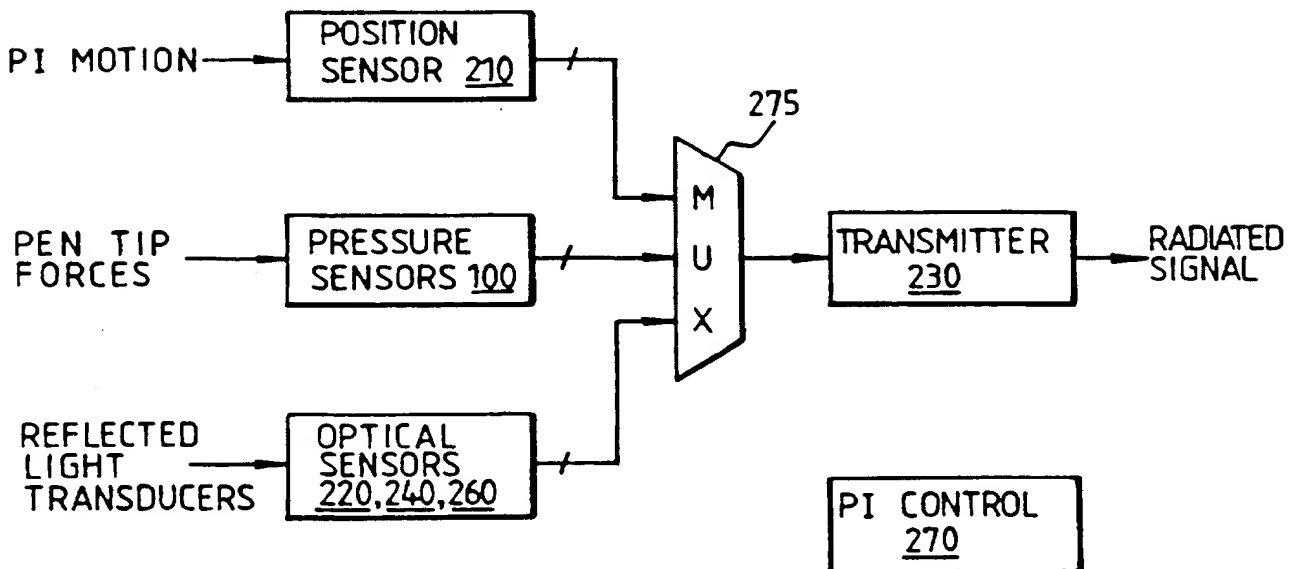 PI MOTION
POSITION
SENSOR 210
275
M
U
X
PEN TIP
FORCES
PRESSURE
SENSORS 100
TRANSMITTER
230
RADIATED
SIGNAL
REFLECTED
LIGHT
TRANSDUCERS
OPTICAL
SENSORS
220, 240, 260
PI CONTROL
270